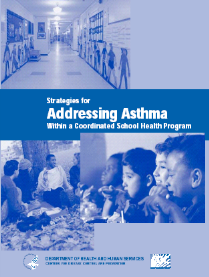 Strategies for
Addressing Asthma
Within a Coordinated School Health Program
DEPARTMENT OF HEALTH AND HUMAN SERVICES
CENTERS FOR DISEASE CONTROL AND PREVENTION